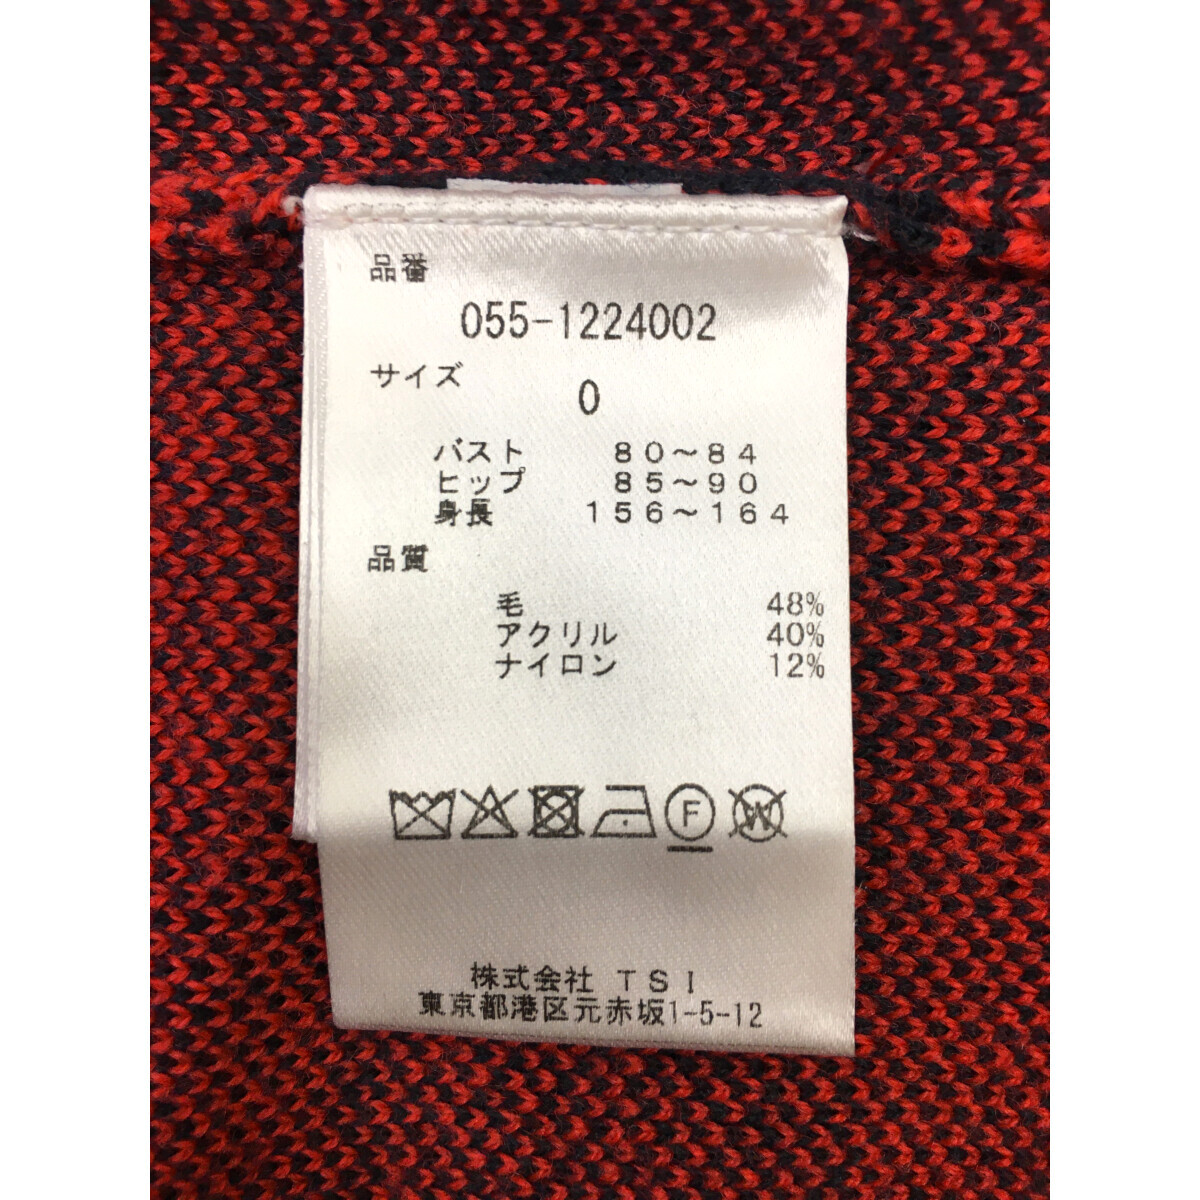 品番
055-1224002
サイズ
0
バスト 80～84
ヒップ 85～90
身長 156～164
品質
毛 48%
アクリル 40%
ナイロン 12%
F W
株式会社 TSI
東京都港区元赤坂1-5-12